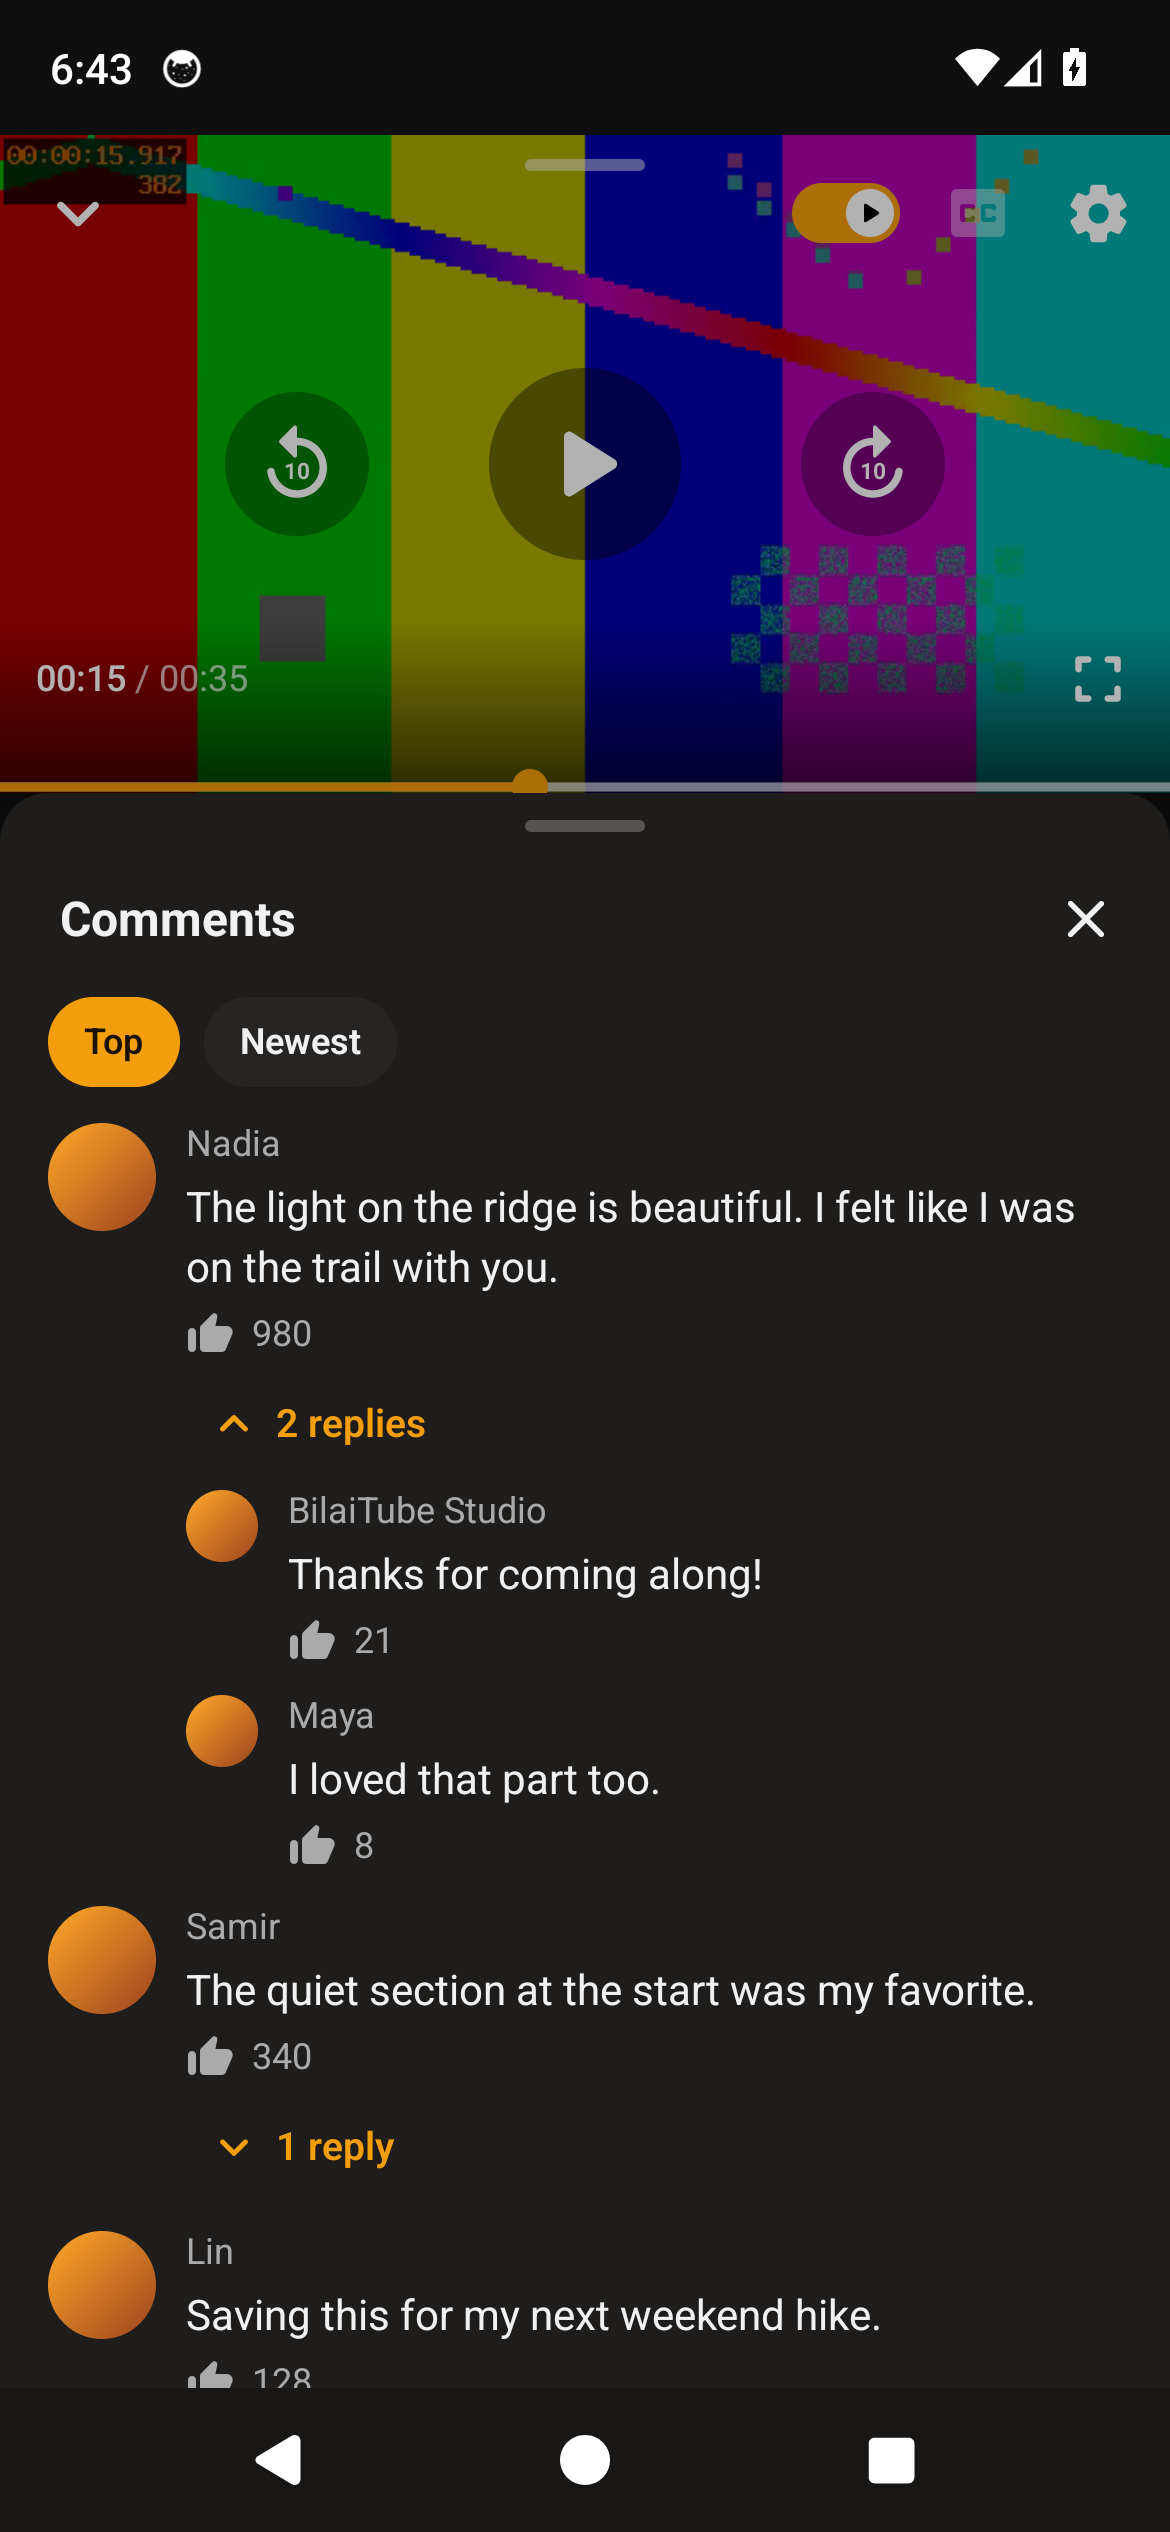 6:43
00:00:15.917
382
CC
10
10
00:15 / 00:35
Comments
Top
Newest
Nadia
The light on the ridge is beautiful. I felt like I was
on the trail with you.
980
2 replies
BilaiTube Studio
Thanks for coming along!
21
Maya
I loved that part too.
8
Samir
The quiet section at the start was my favorite.
340
1 reply
Lin
Saving this for my next weekend hike.
128